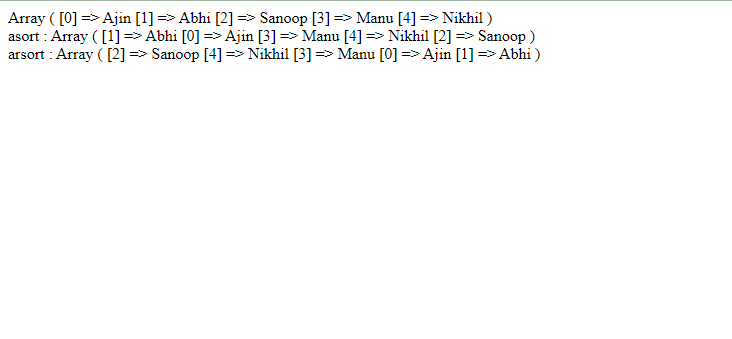 Array ( [0] => Ajin [1] => Abhi [2] => Sanoop [3] => Manu [4] => Nikhil )
asort : Array ( [1] => Abhi [0] => Ajin [3] => Manu [4] => Nikhil [2] => Sanoop )
arsort : Array ( [2] => Sanoop [4] => Nikhil [3] => Manu [0] => Ajin [1] => Abhi )